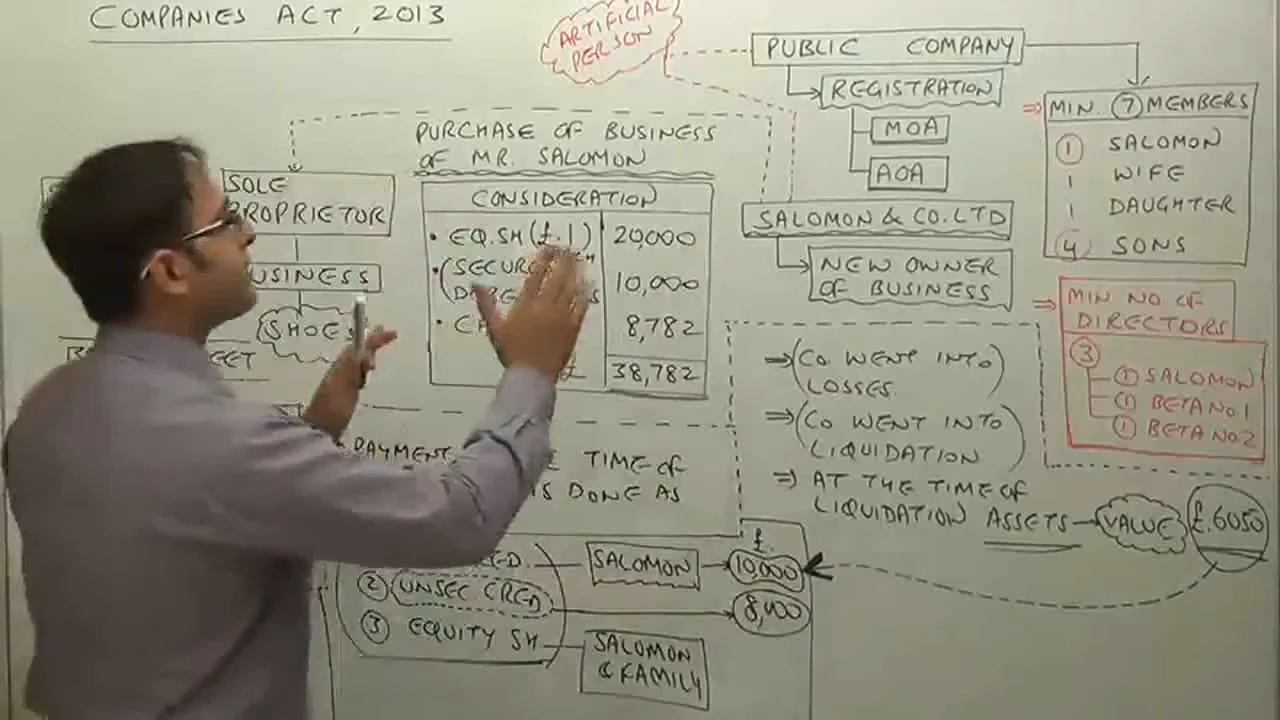 COMPANIES ACT, 2013
ARTIFICIAL
PERSON
PUBLIC COMPANY
REGISTRATION
MOA
AOA
MIN. 7 MEMBERS
1 SALOMON
1 WIFE
1 DAUGHTER
4 SONS
PURCHASE OF BUSINESS
OF MR. SALOMON
SOLE
PROPRIETOR
USINESS
SHOES
EET
CONSIDERATION
• EQ.SH (£.1) 20,000
• (SECUR
10,000
8,782
£ 38,782
SALOMON & CO. LTD
NEW OWNER
OF BUSINESS
MIN NO OF
DIRECTORS
3
1 SALOMON
1 BETA NO.1
1 BETA NO.2
⇒ (CO WENT INTO
LOSSES.
⇒ (CO WENT INTO
LIQUIDATION
⇒ AT THE TIME OF
LIQUIDATION ASSETS VALUE £.6050
PAYMENT
TIME OF
IS DONE AS
£.
ED. SALOMON 10,000
2 UNSEC CRED 8,400
3 EQUITY SH SALOMON
& FAMILY